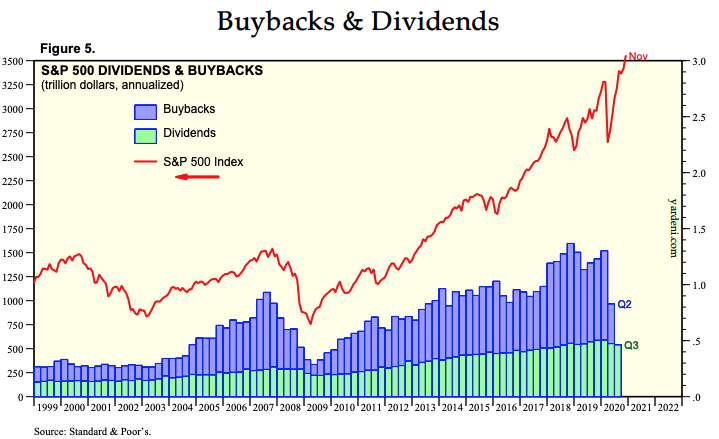 Buybacks & Dividends
Figure 5.
S&P 500 DIVIDENDS & BUYBACKS
(trillion dollars, annualized)
Buybacks
Dividends
S&P 500 Index
Nov
Q2
Q3
yardeni.com
3500
3250
3000
2750
2500
2250
2000
1750
1500
1250
1000
750
500
250
0
3.0
2.5
2.0
1.5
1.0
.5
.0
1999 2000 2001 2002 2003 2004 2005 2006 2007 2008 2009 2010 2011 2012 2013 2014 2015 2016 2017 2018 2019 2020 2021 2022
Source: Standard & Poor's.